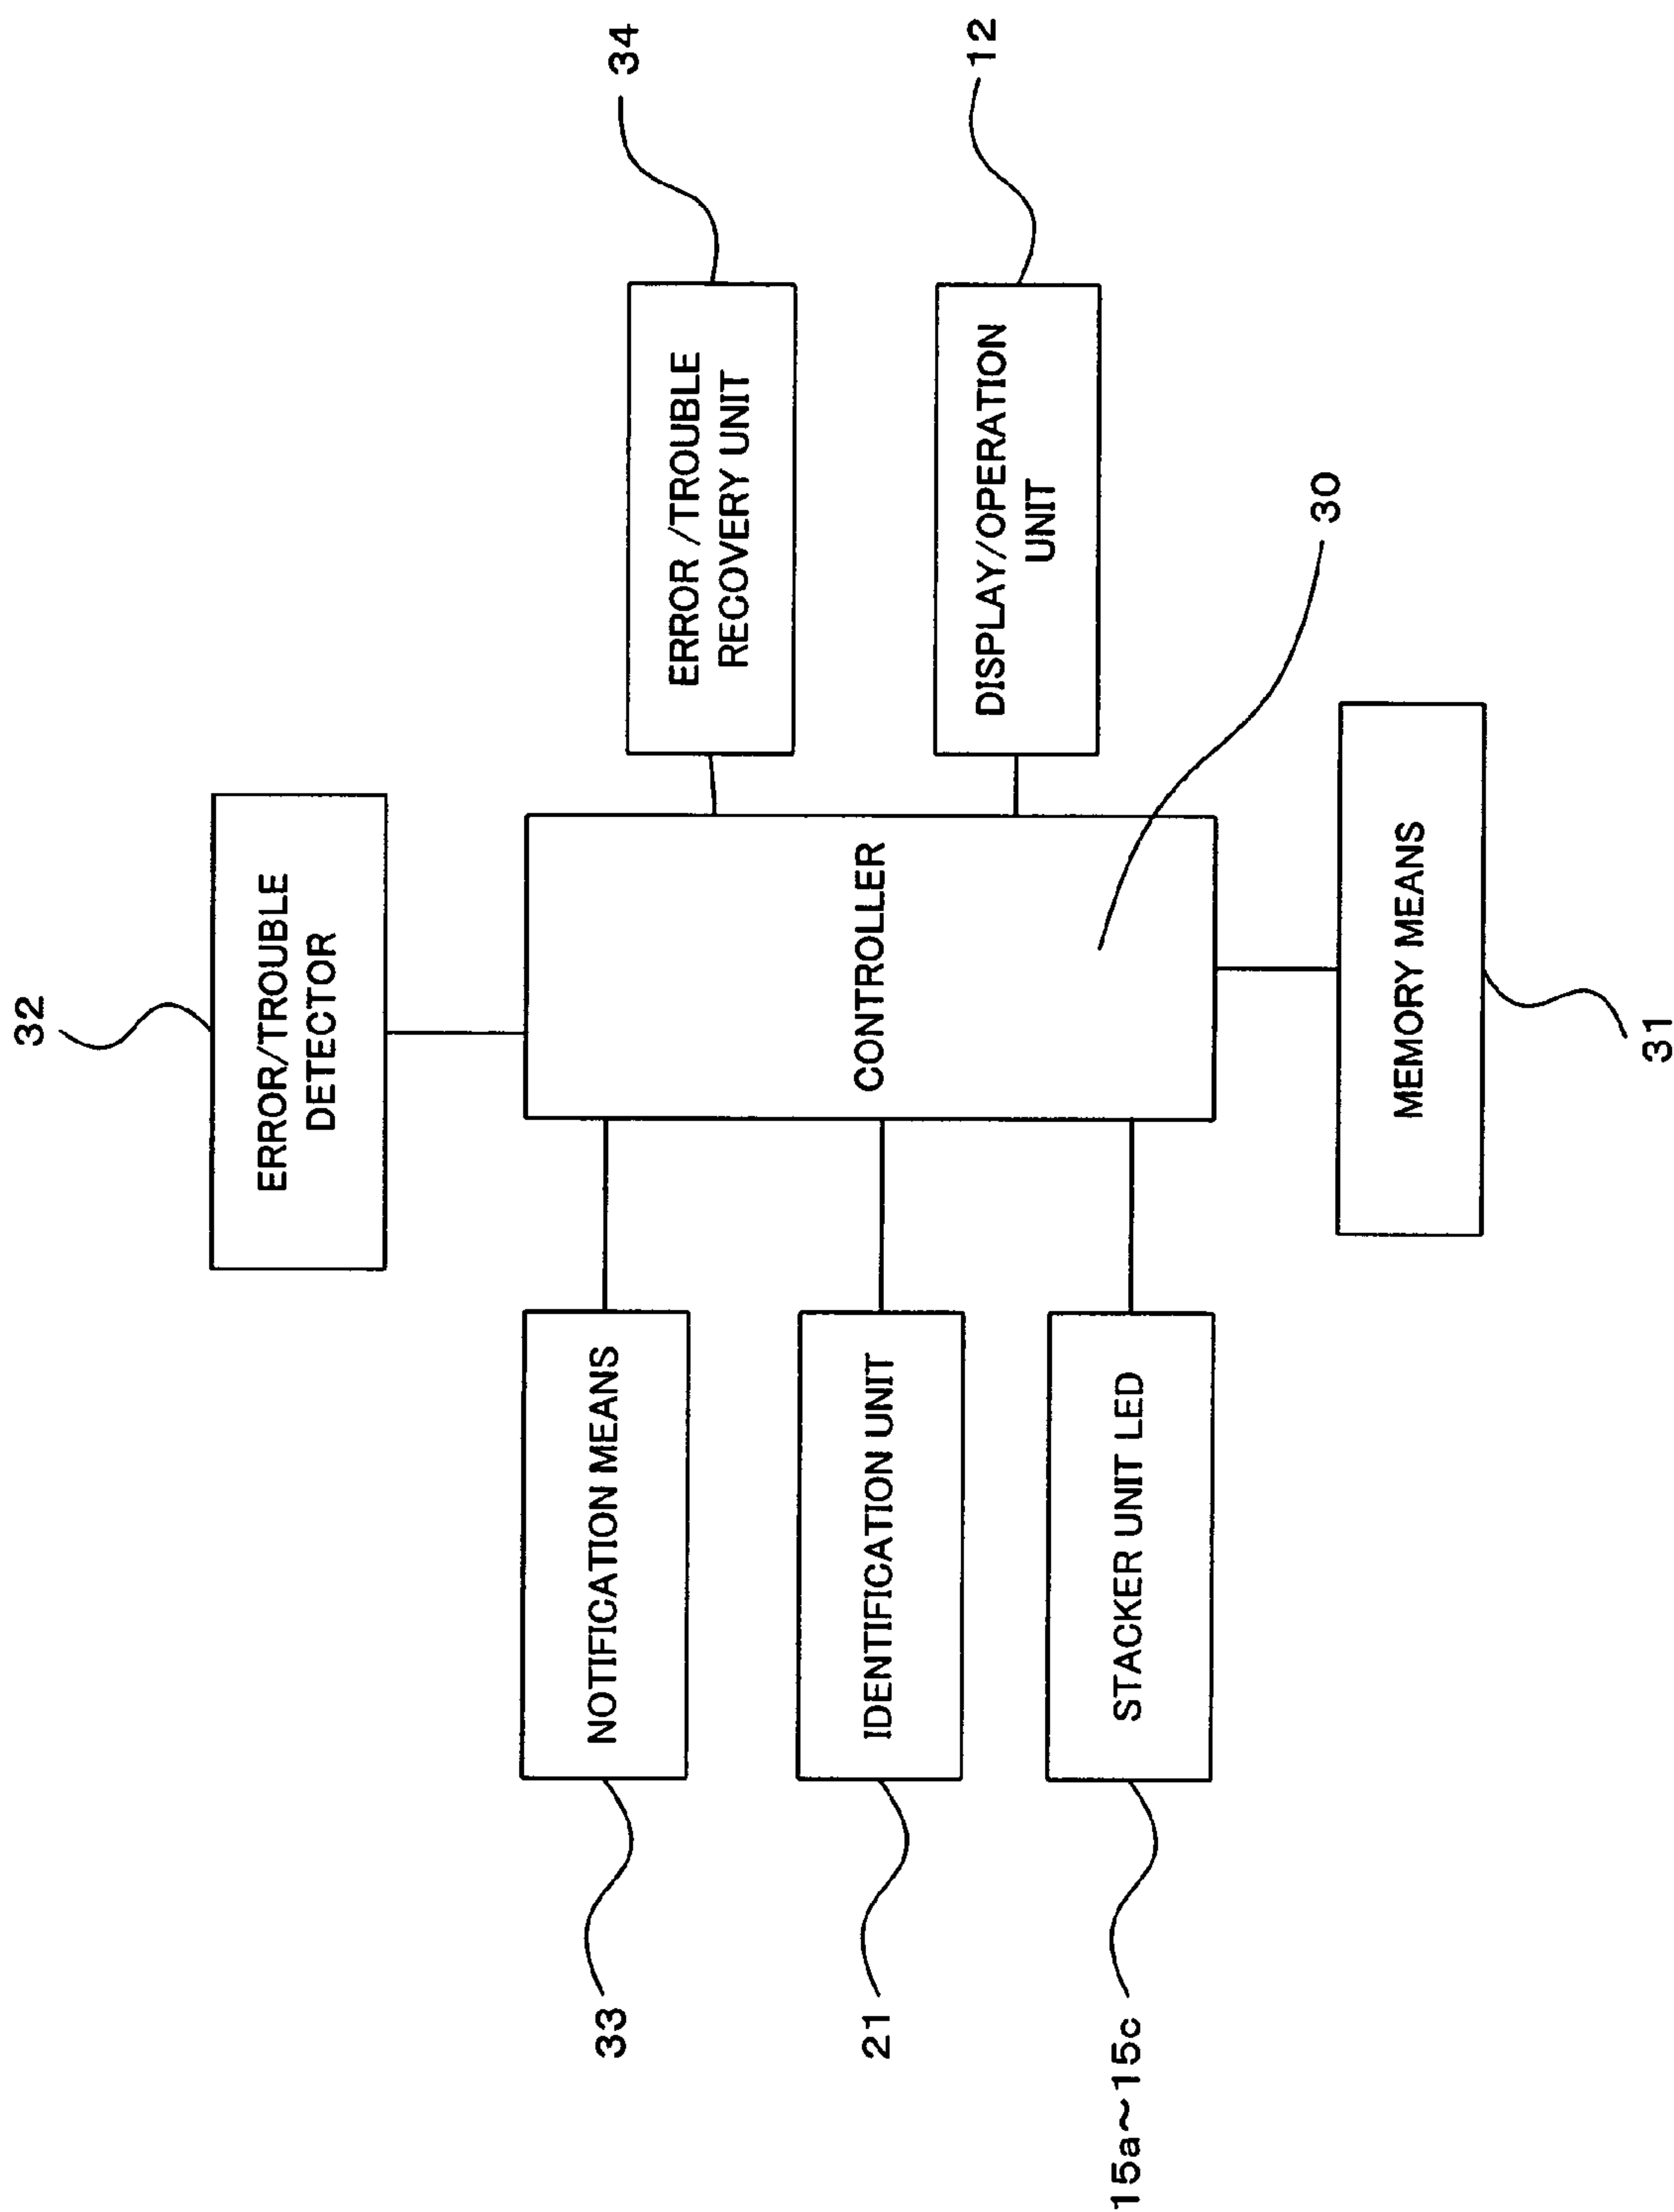 32
ERROR/TROUBLE
DETECTOR
33
NOTIFICATION MEANS
ERROR /TROUBLE
RECOVERY UNIT
34
21
IDENTIFICATION UNIT
CONTROLLER
DISPLAY/OPERATION
UNIT
12
15a~15c
STACKER UNIT LED
30
MEMORY MEANS
31